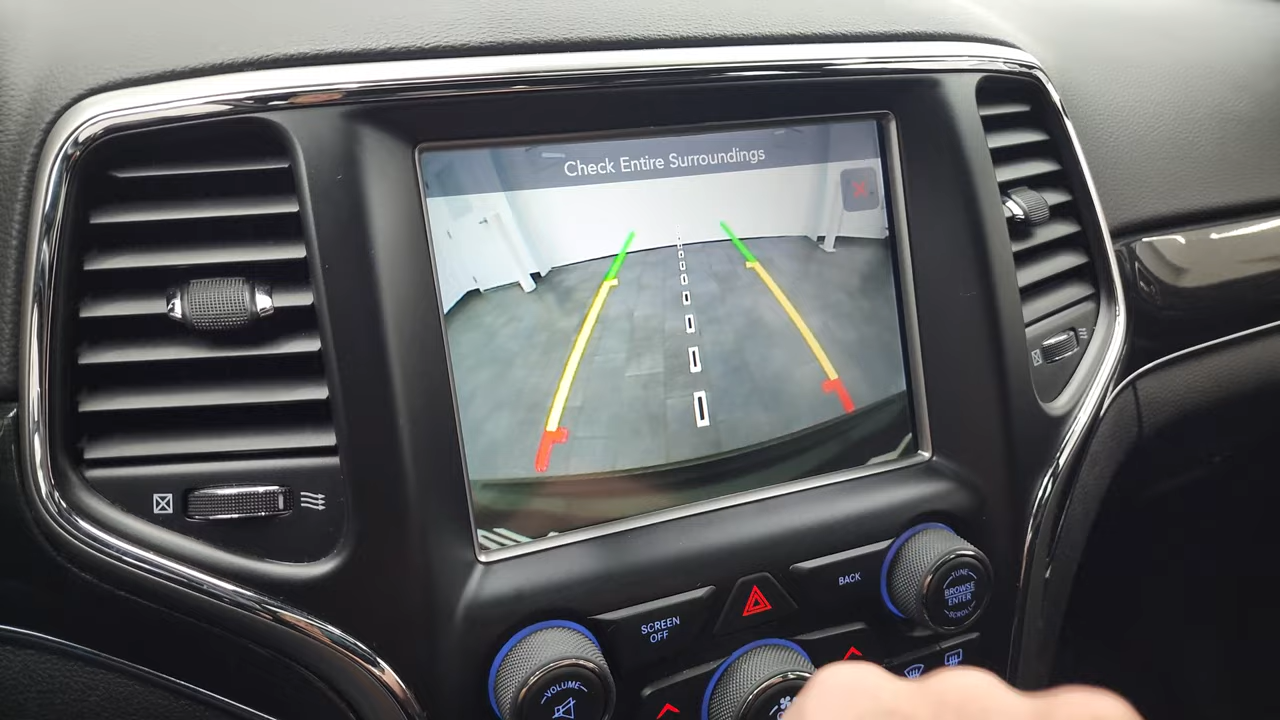 Check Entire Surroundings
BACK
TUNE
BROWSE
ENTER
SCROLL
SCREEN
OFF
VOLUME